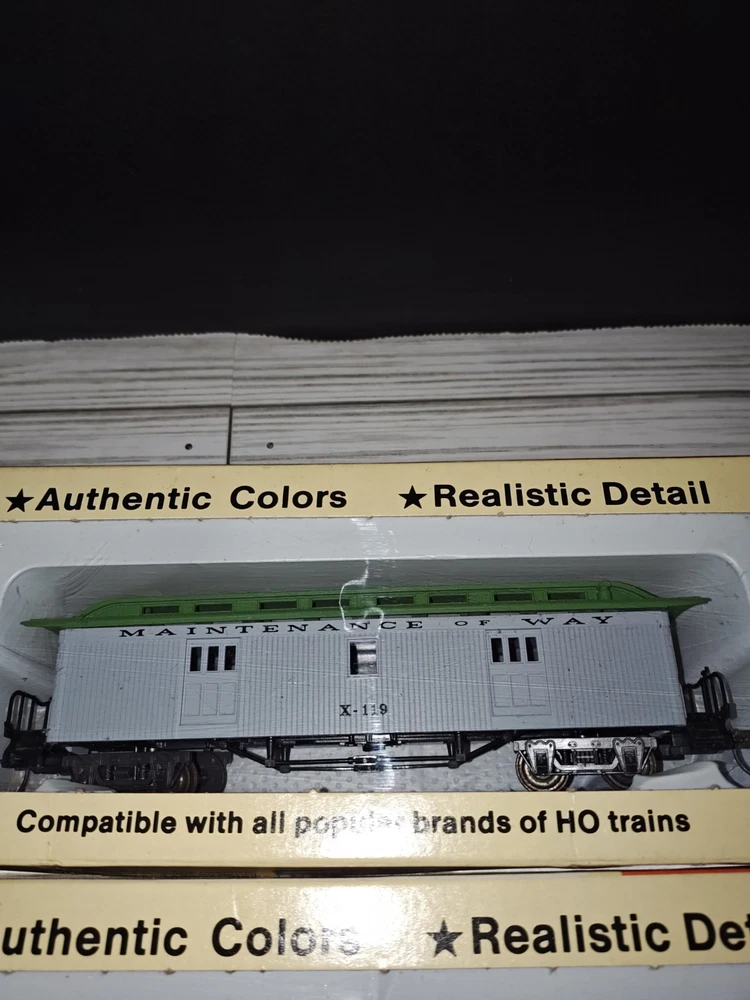 ★Authentic Colors ★Realistic Detail
MAINTENANCE OF WAY
X-119
Compatible with all popular brands of HO trains
uthentic Colors ★Realistic Det